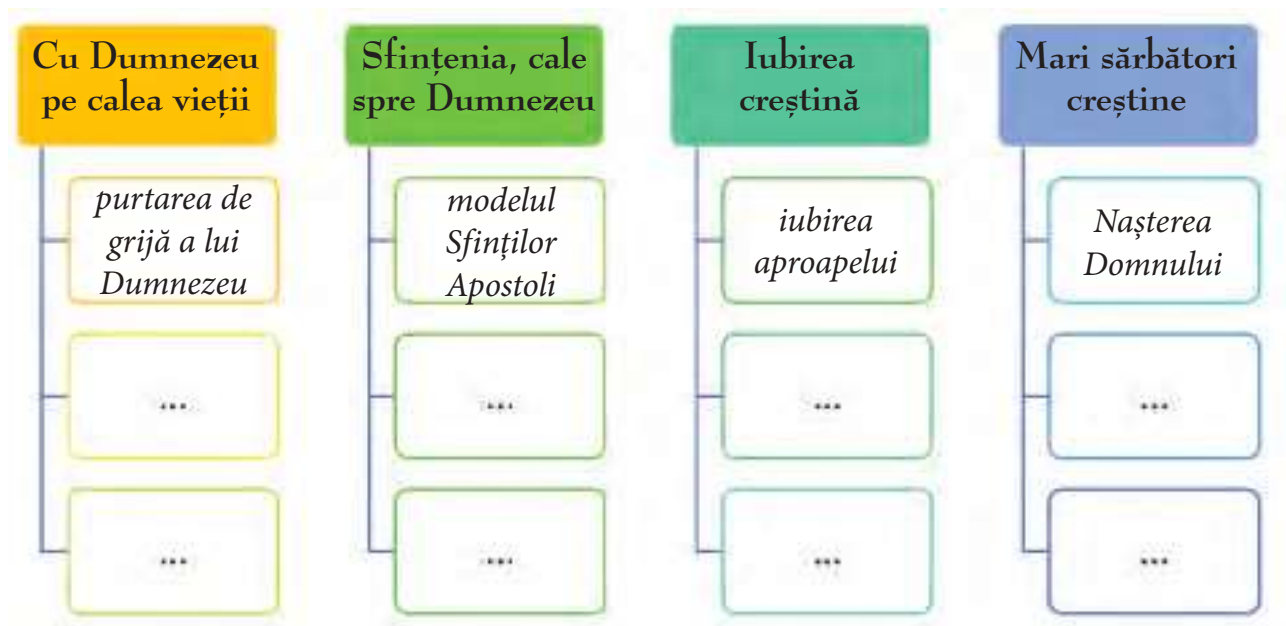 Cu Dumnezeu
pe calea vieții
Sfințenia, cale
spre Dumnezeu
Iubirea
creștină
Mari sărbători
creștine
purtarea de
grijă a lui
Dumnezeu
modelul
Sfinților
Apostoli
iubirea
aproapelui
Nașterea
Domnului
...
...
...
...
...
...
...
...